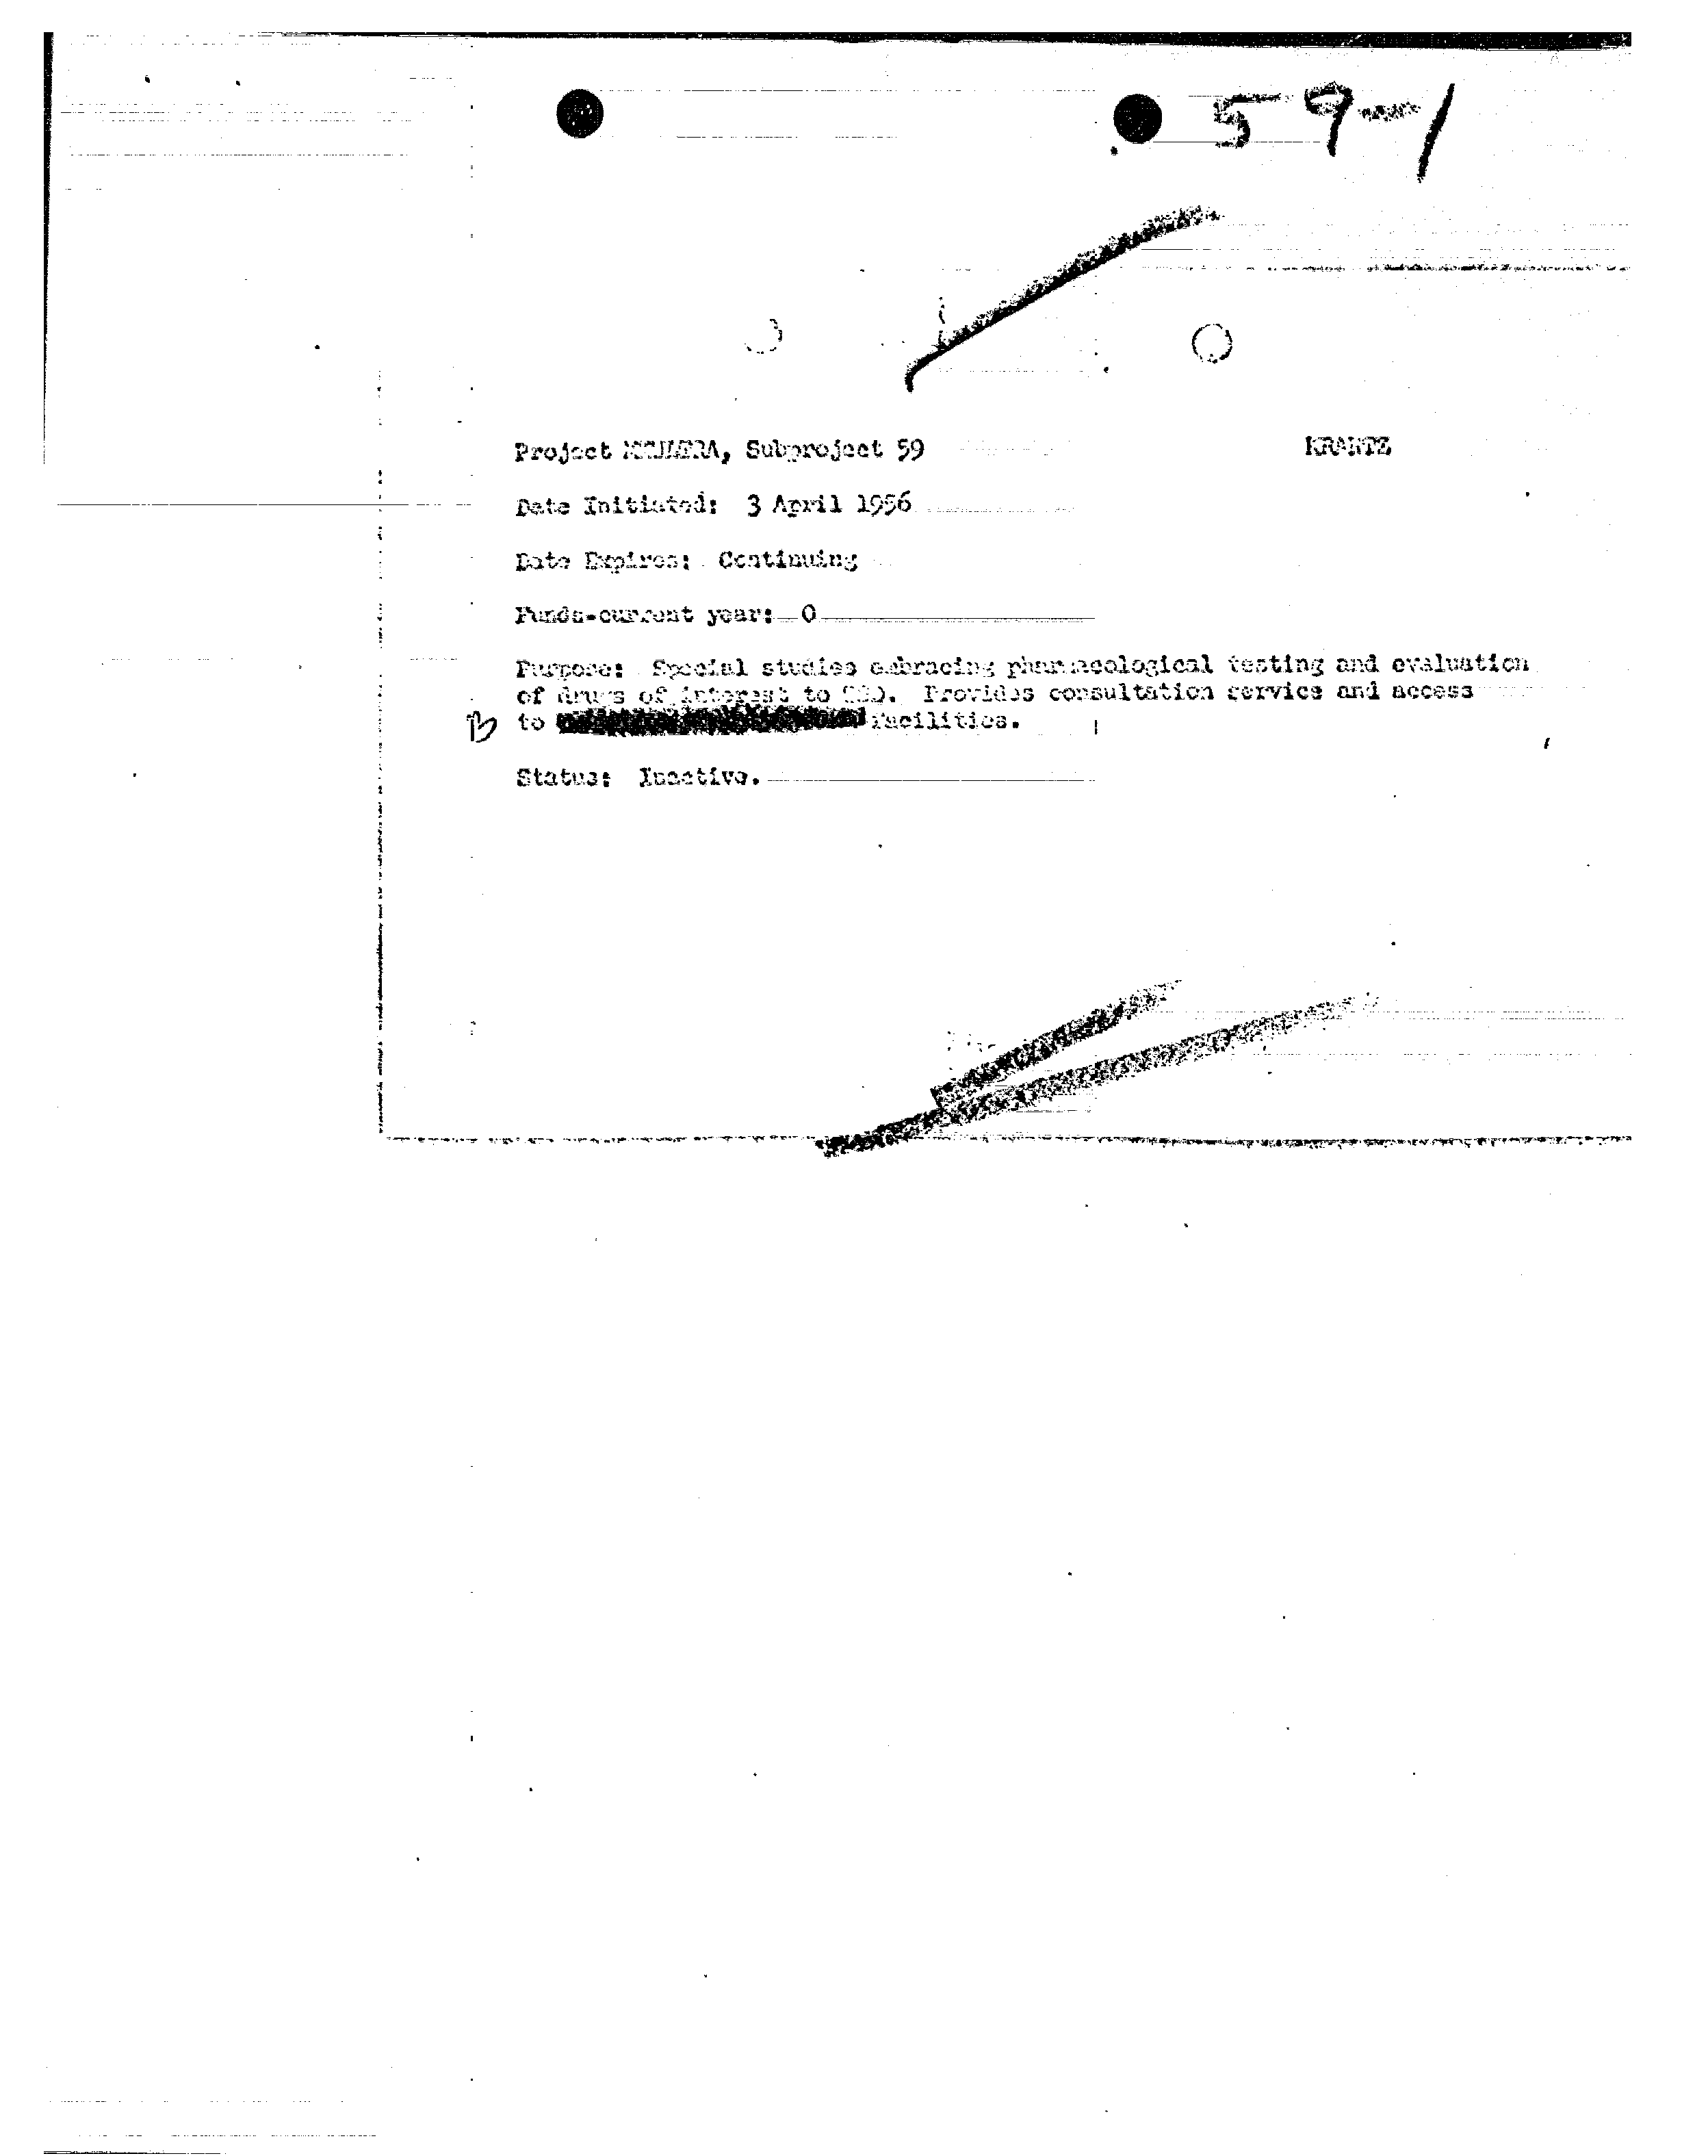 59-1
Project MKULTRA, Subproject 59 KRANTZ
Date Initiated: 3 April 1956
Date Expires: Continuing
Funds-current year: 0
Purpose: Special studies embracing pharmacological testing and evaluation
of drugs of interest to Provides consultation service and access
B to facilities.
Status: Inactive.